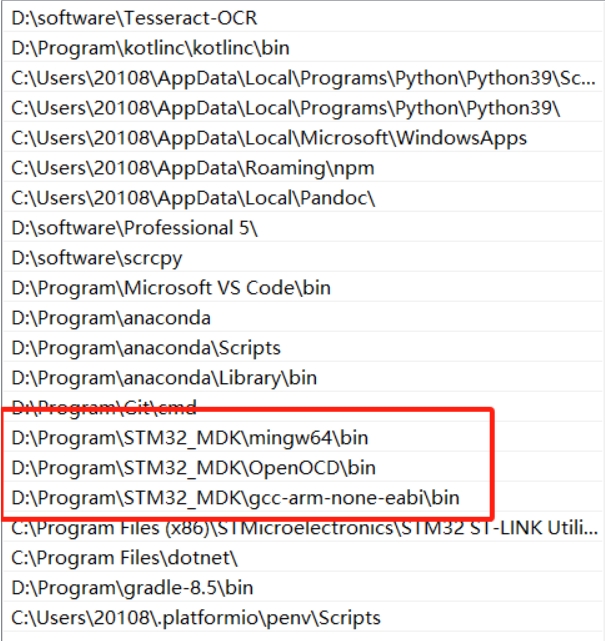 D:\software\Tesseract-OCR
D:\Program\kotlinc\kotlinc\bin
C:\Users\20108\AppData\Local\Programs\Python\Python39\Sc...
C:\Users\20108\AppData\Local\Programs\Python\Python39\
C:\Users\20108\AppData\Local\Microsoft\WindowsApps
C:\Users\20108\AppData\Roaming\npm
C:\Users\20108\AppData\Local\Pandoc\
D:\software\Professional 5\
D:\software\scrcpy
D:\Program\Microsoft VS Code\bin
D:\Program\anaconda
D:\Program\anaconda\Scripts
D:\Program\anaconda\Library\bin
D:\Program\Git\cmd
D:\Program\STM32_MDK\mingw64\bin
D:\Program\STM32_MDK\OpenOCD\bin
D:\Program\STM32_MDK\gcc-arm-none-eabi\bin
C:\Program Files (x86)\STMicroelectronics\STM32 ST-LINK Utili...
C:\Program Files\dotnet\
D:\Program\gradle-8.5\bin
C:\Users\20108\.platformio\penv\Scripts